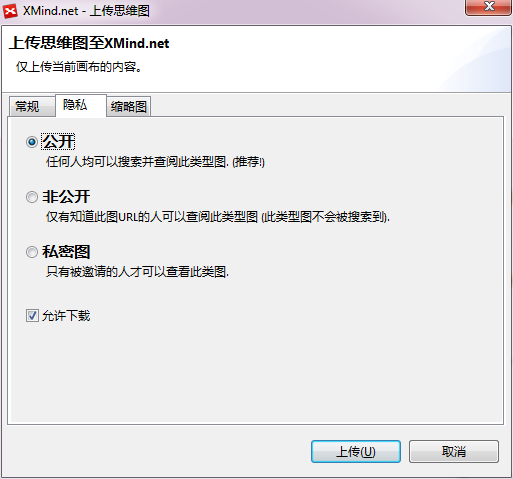 XMind.net - 上传思维图
上传思维图至XMind.net
仅上传当前画布的内容。
常规 隐私 缩略图
公开
任何人均可以搜索并查阅此类型图. (推荐!)
非公开
仅有知道此图URL的人可以查阅此类型图 (此类型图不会被搜索到).
私密图
只有被邀请的人才可以查看此类图.
允许下载
上传(U) 取消